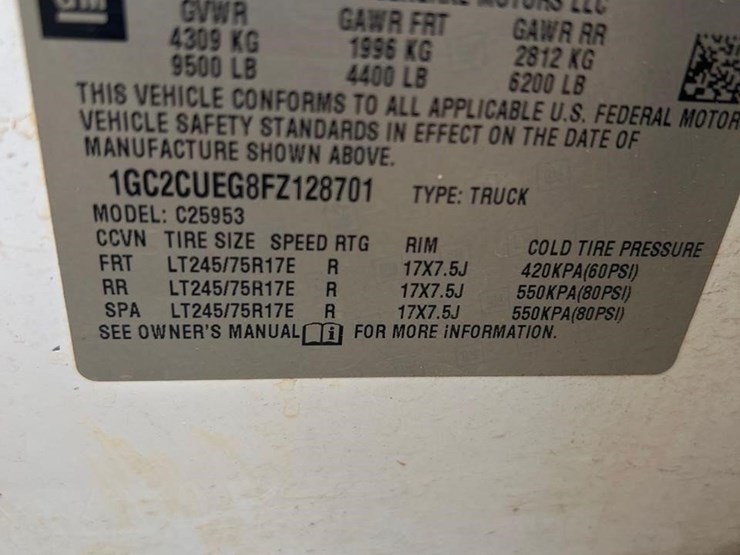 GM
MOTORS LLC
GVWR GAWR FRT GAWR RR
4309 KG 1996 KG 2812 KG
9500 LB 4400 LB 6200 LB
THIS VEHICLE CONFORMS TO ALL APPLICABLE U.S. FEDERAL MOTOR
VEHICLE SAFETY STANDARDS IN EFFECT ON THE DATE OF
MANUFACTURE SHOWN ABOVE.
1GC2CUEG8FZ128701 TYPE: TRUCK
MODEL: C25953
CCVN TIRE SIZE SPEED RTG RIM COLD TIRE PRESSURE
FRT LT245/75R17E R 17X7.5J 420KPA(60PSI)
RR LT245/75R17E R 17X7.5J 550KPA(80PSI)
SPA LT245/75R17E R 17X7.5J 550KPA(80PSI)
SEE OWNER'S MANUAL i FOR MORE INFORMATION.